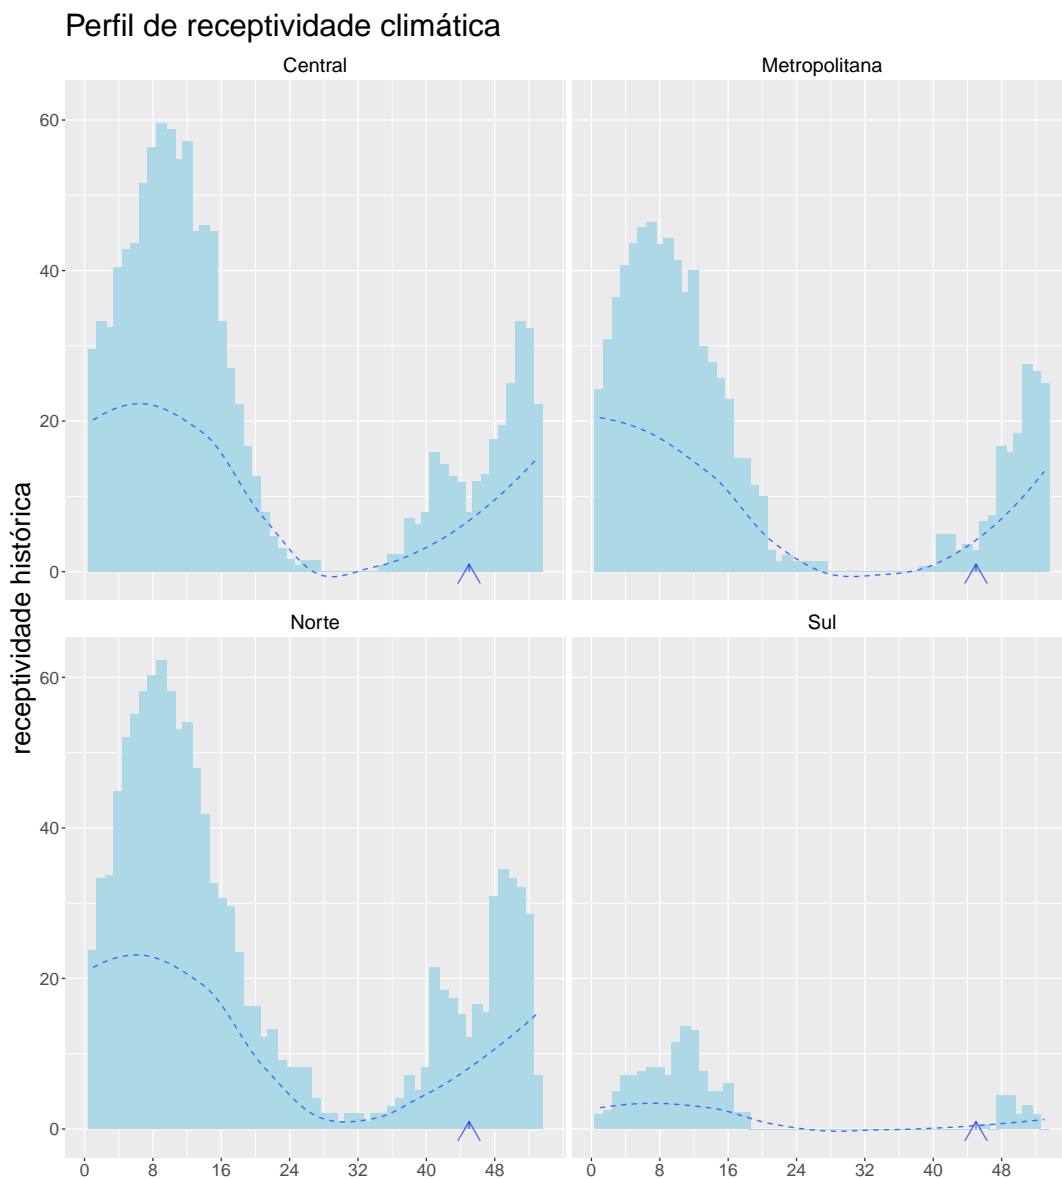 Perfil de receptividade climática
Central
Metropolitana
60
40
20
0
receptividade histórica
Norte
Sul
60
40
20
0
0 8 16 24 32 40 48
0 8 16 24 32 40 48